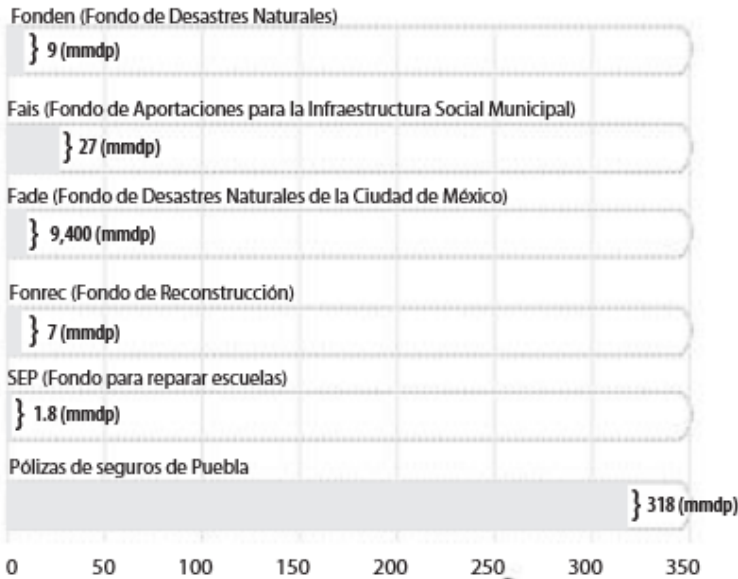 Fonden (Fondo de Desastres Naturales)
} 9 (mmdp)
Fais (Fondo de Aportaciones para la Infraestructura Social Municipal)
} 27 (mmdp)
Fade (Fondo de Desastres Naturales de la Ciudad de México)
} 9,400 (mmdp)
Fonrec (Fondo de Reconstrucción)
} 7 (mmdp)
SEP (Fondo para reparar escuelas)
} 1.8 (mmdp)
Pólizas de seguros de Puebla
} 318 (mmdp)
0 50 100 150 200 250 300 350